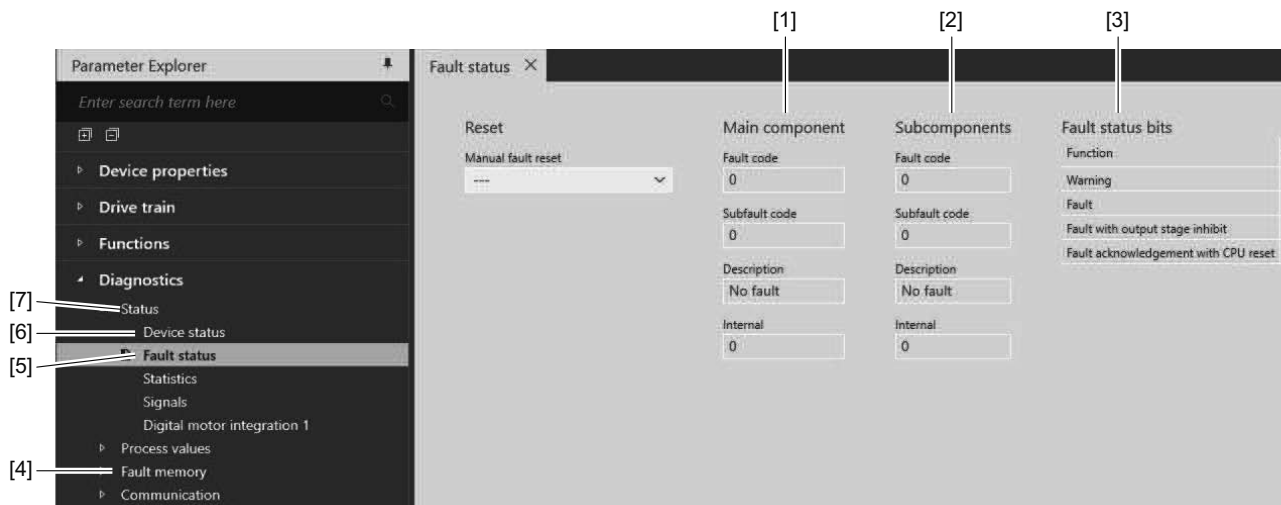 [1] [2] [3]
Parameter Explorer
Enter search term here
Device properties
Drive train
Functions
Diagnostics
[7] Status
[6] Device status
[5] Fault status
Statistics
Signals
Digital motor integration 1
Process values
[4] Fault memory
Communication
Fault status
Reset
Manual fault reset
---
Main component
Fault code
0
Subfault code
0
Description
No fault
Internal
0
Subcomponents
Fault code
0
Subfault code
0
Description
No fault
Internal
0
Fault status bits
Function
Warning
Fault
Fault with output stage inhibit
Fault acknowledgement with CPU reset